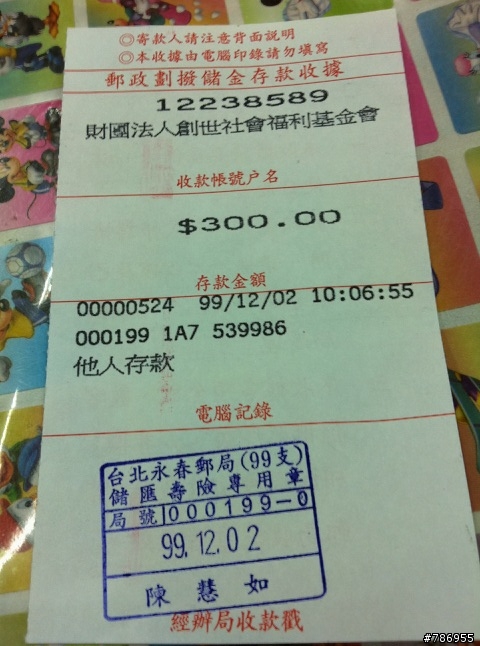 ◎寄款人請注意背面說明
◎本收據由電腦印錄請勿填寫
郵政劃撥儲金存款收據
12238589
財團法人創世社會福利基金會
收款帳號戶名
$300.00
存款金額
00000524 99/12/02 10:06:55
000199 1A7 539986
他人存款
電腦記錄
台北永春郵局(99支)
儲匯壽險專用章
局號 000199-0
99.12.02
陳慧如
經辦局收款戳
#786955